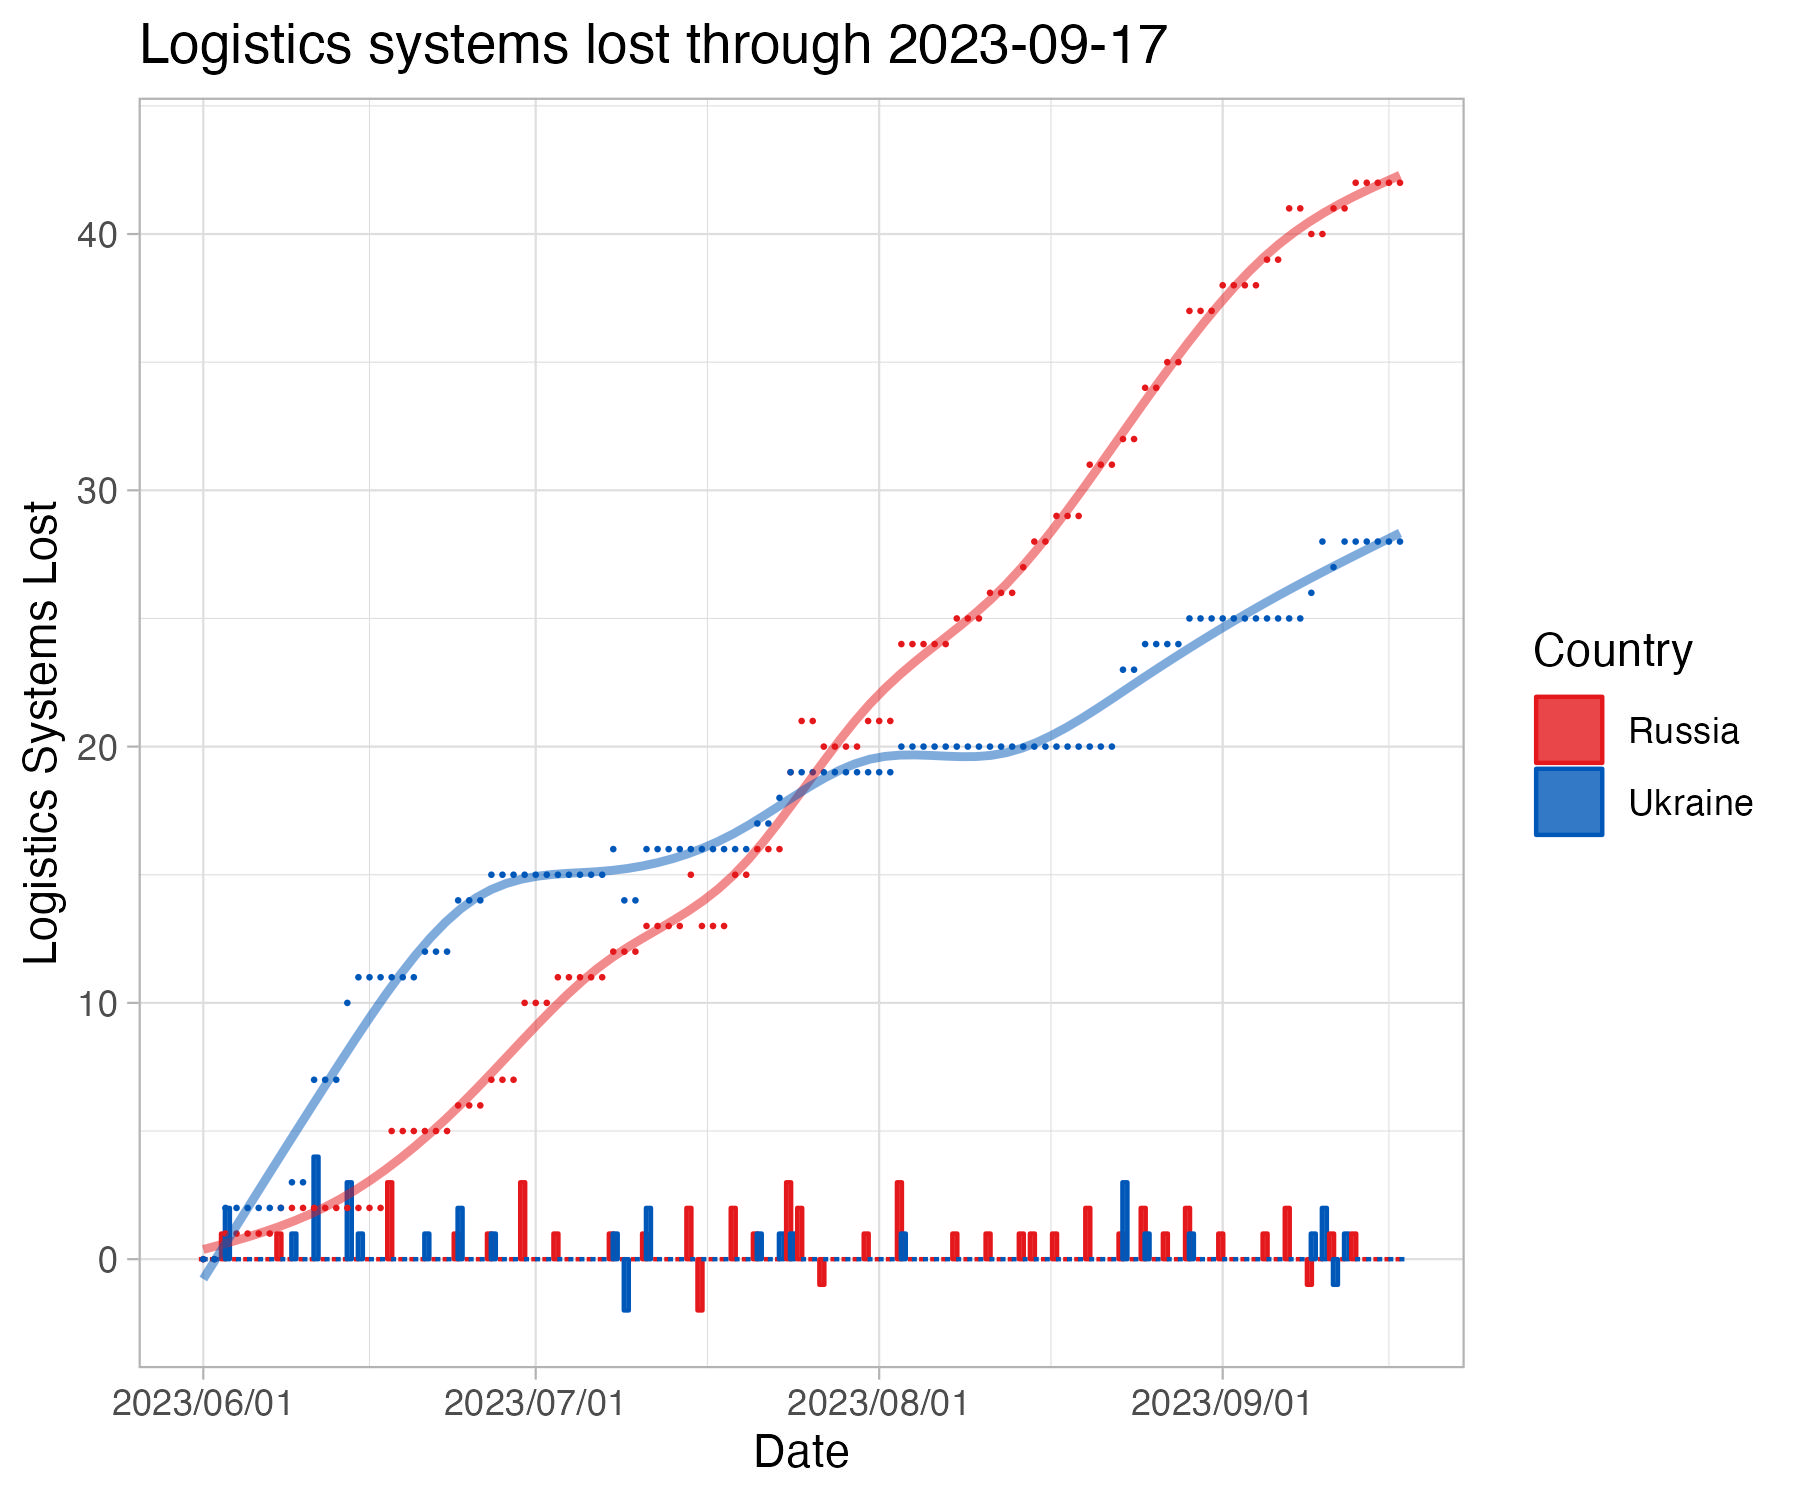 Logistics systems lost through 2023-09-17
Logistics Systems Lost
40
30
20
10
0
2023/06/01
2023/07/01
2023/08/01
2023/09/01
Date
Country
Russia
Ukraine